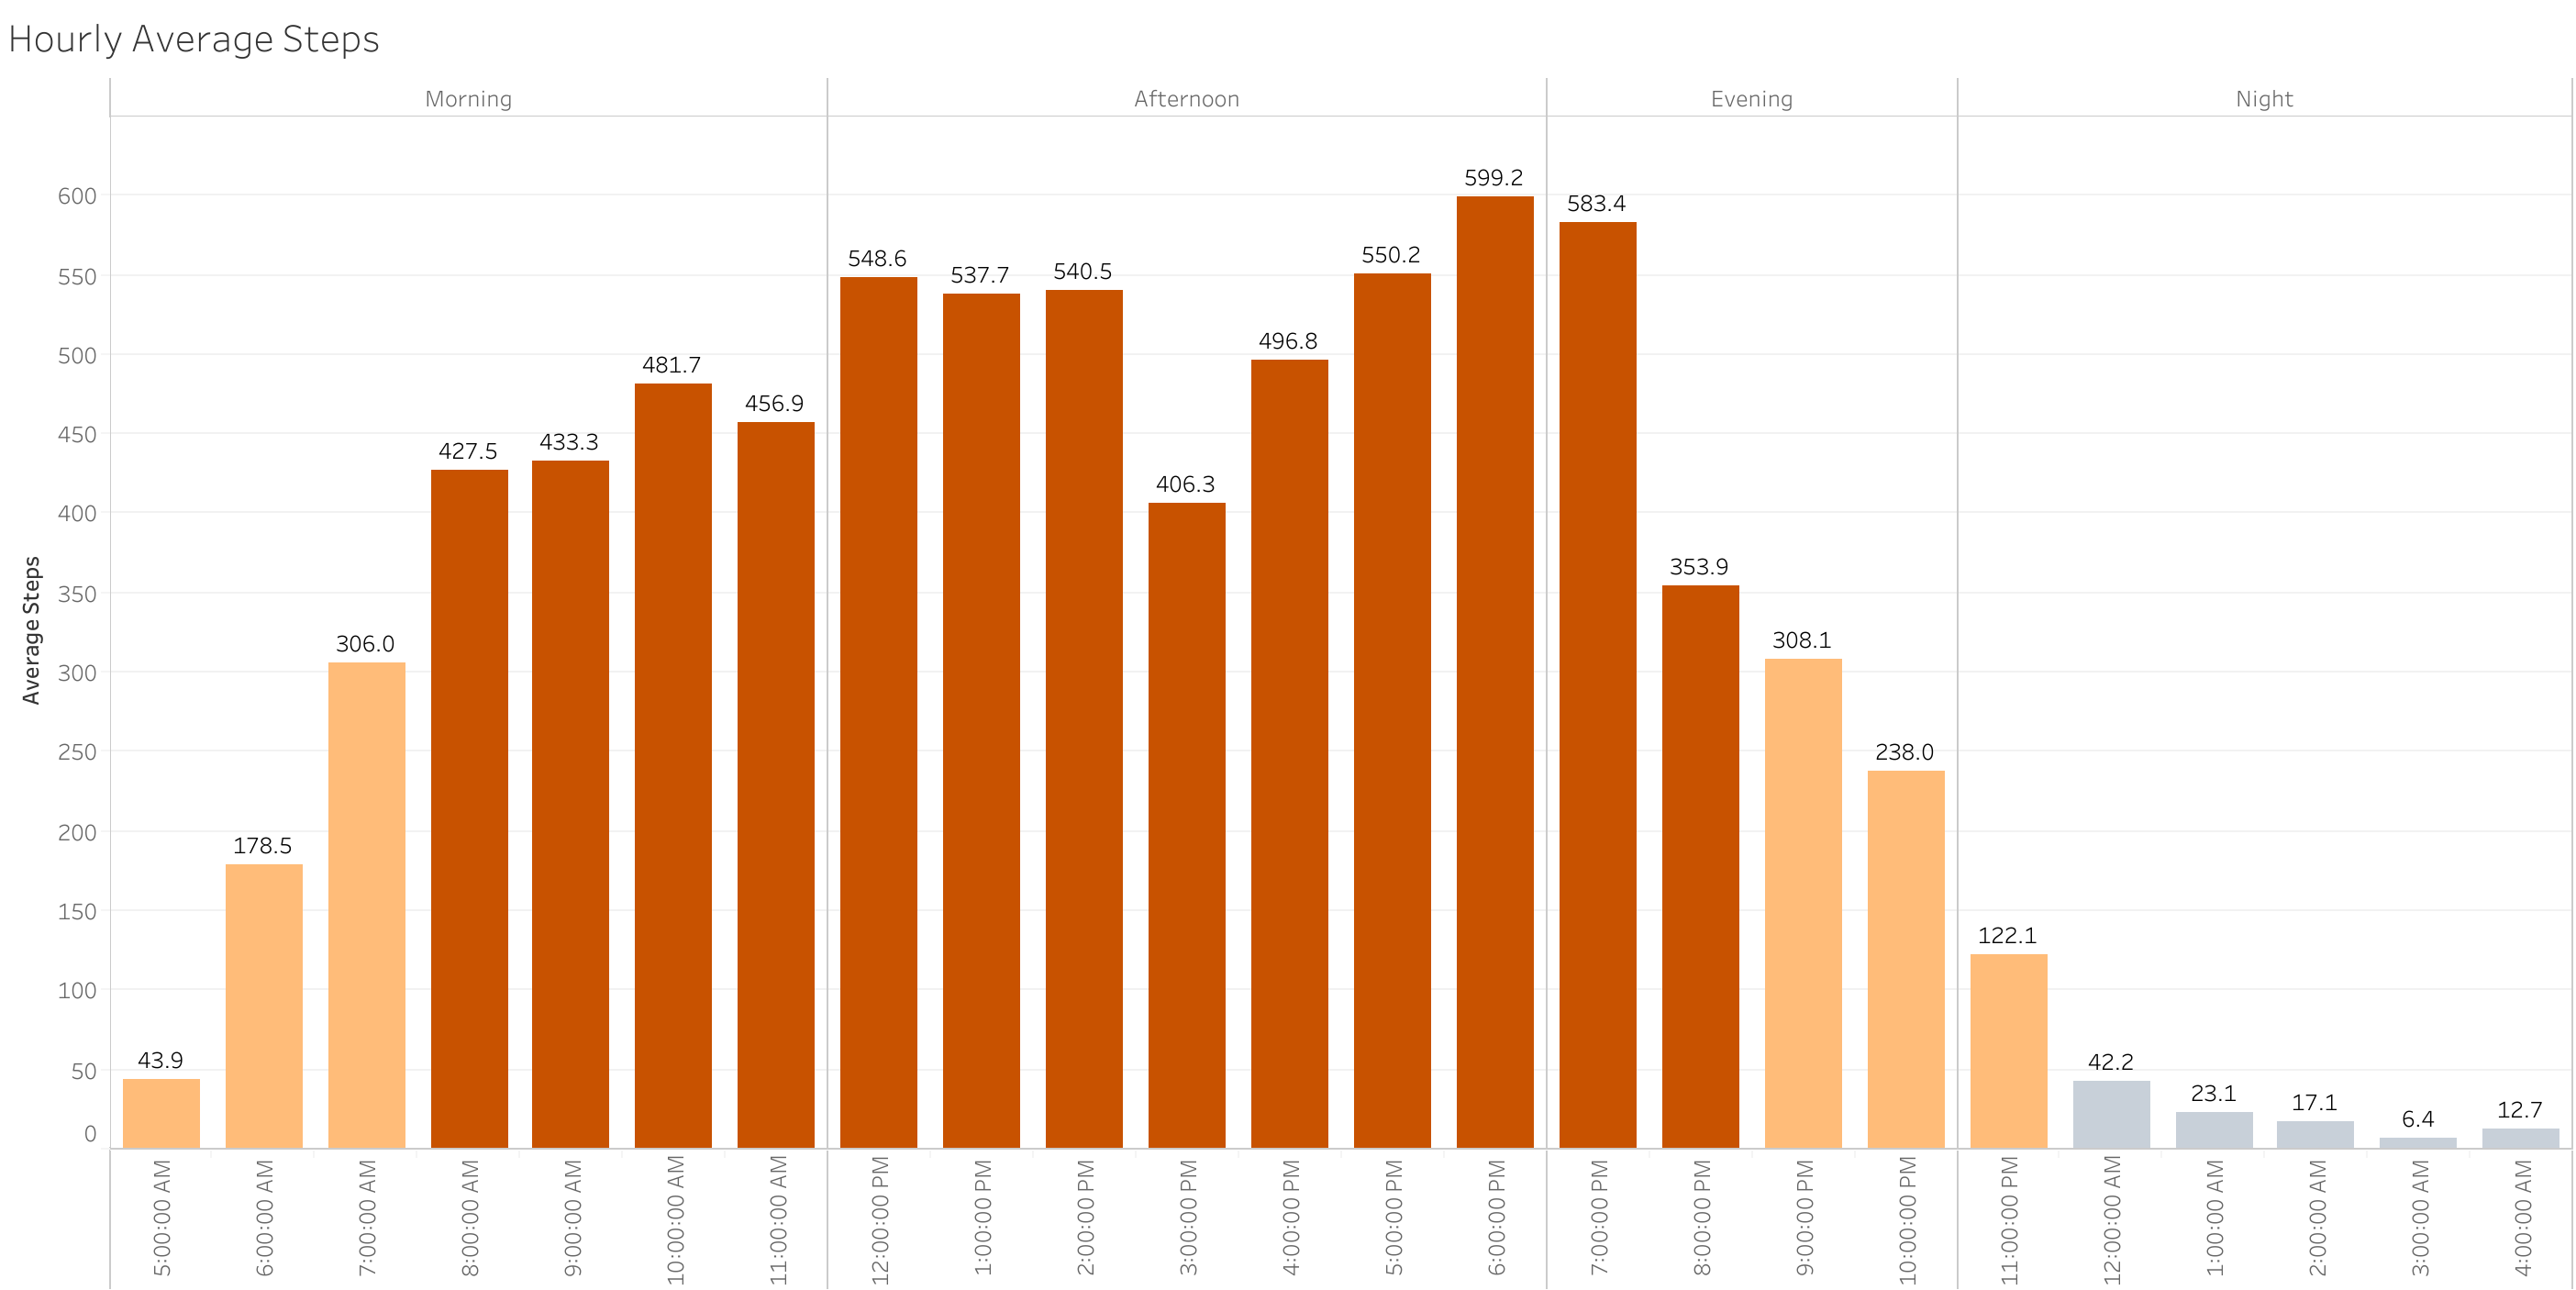 Hourly Average Steps
Morning Afternoon Evening Night
Average Steps
600
550
500
450
400
350
300
250
200
150
100
50
0
43.9
178.5
306.0
427.5
433.3
481.7
456.9
548.6
537.7
540.5
406.3
496.8
550.2
599.2
583.4
353.9
308.1
238.0
122.1
42.2
23.1
17.1
6.4
12.7
5:00:00 AM
6:00:00 AM
7:00:00 AM
8:00:00 AM
9:00:00 AM
10:00:00 AM
11:00:00 AM
12:00:00 PM
1:00:00 PM
2:00:00 PM
3:00:00 PM
4:00:00 PM
5:00:00 PM
6:00:00 PM
7:00:00 PM
8:00:00 PM
9:00:00 PM
10:00:00 PM
11:00:00 PM
12:00:00 AM
1:00:00 AM
2:00:00 AM
3:00:00 AM
4:00:00 AM